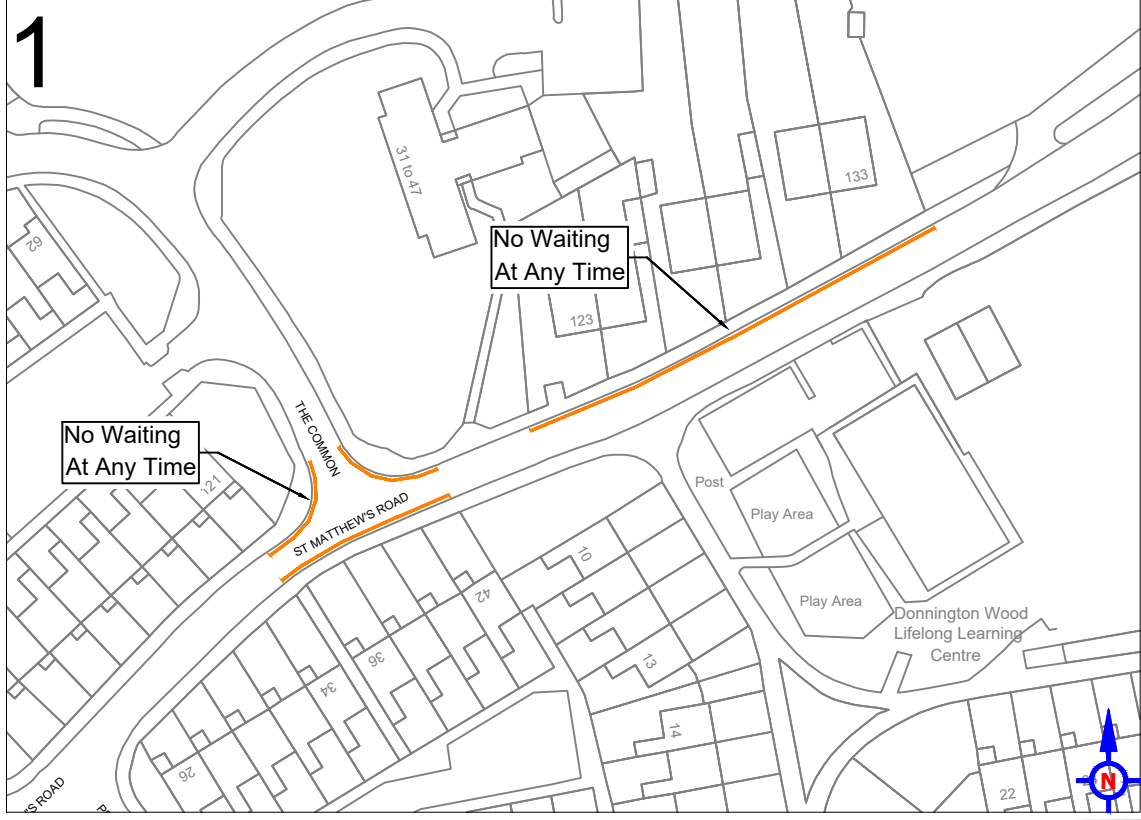 1
31 to 47
133
62
No Waiting
At Any Time
123
THE COMMON
No Waiting
At Any Time
121
Post
ST MATTHEW'S ROAD
Play Area
10
42
Play Area
Donnington Wood
Lifelong Learning
Centre
36
13
34
14
26
'S ROAD
22
N